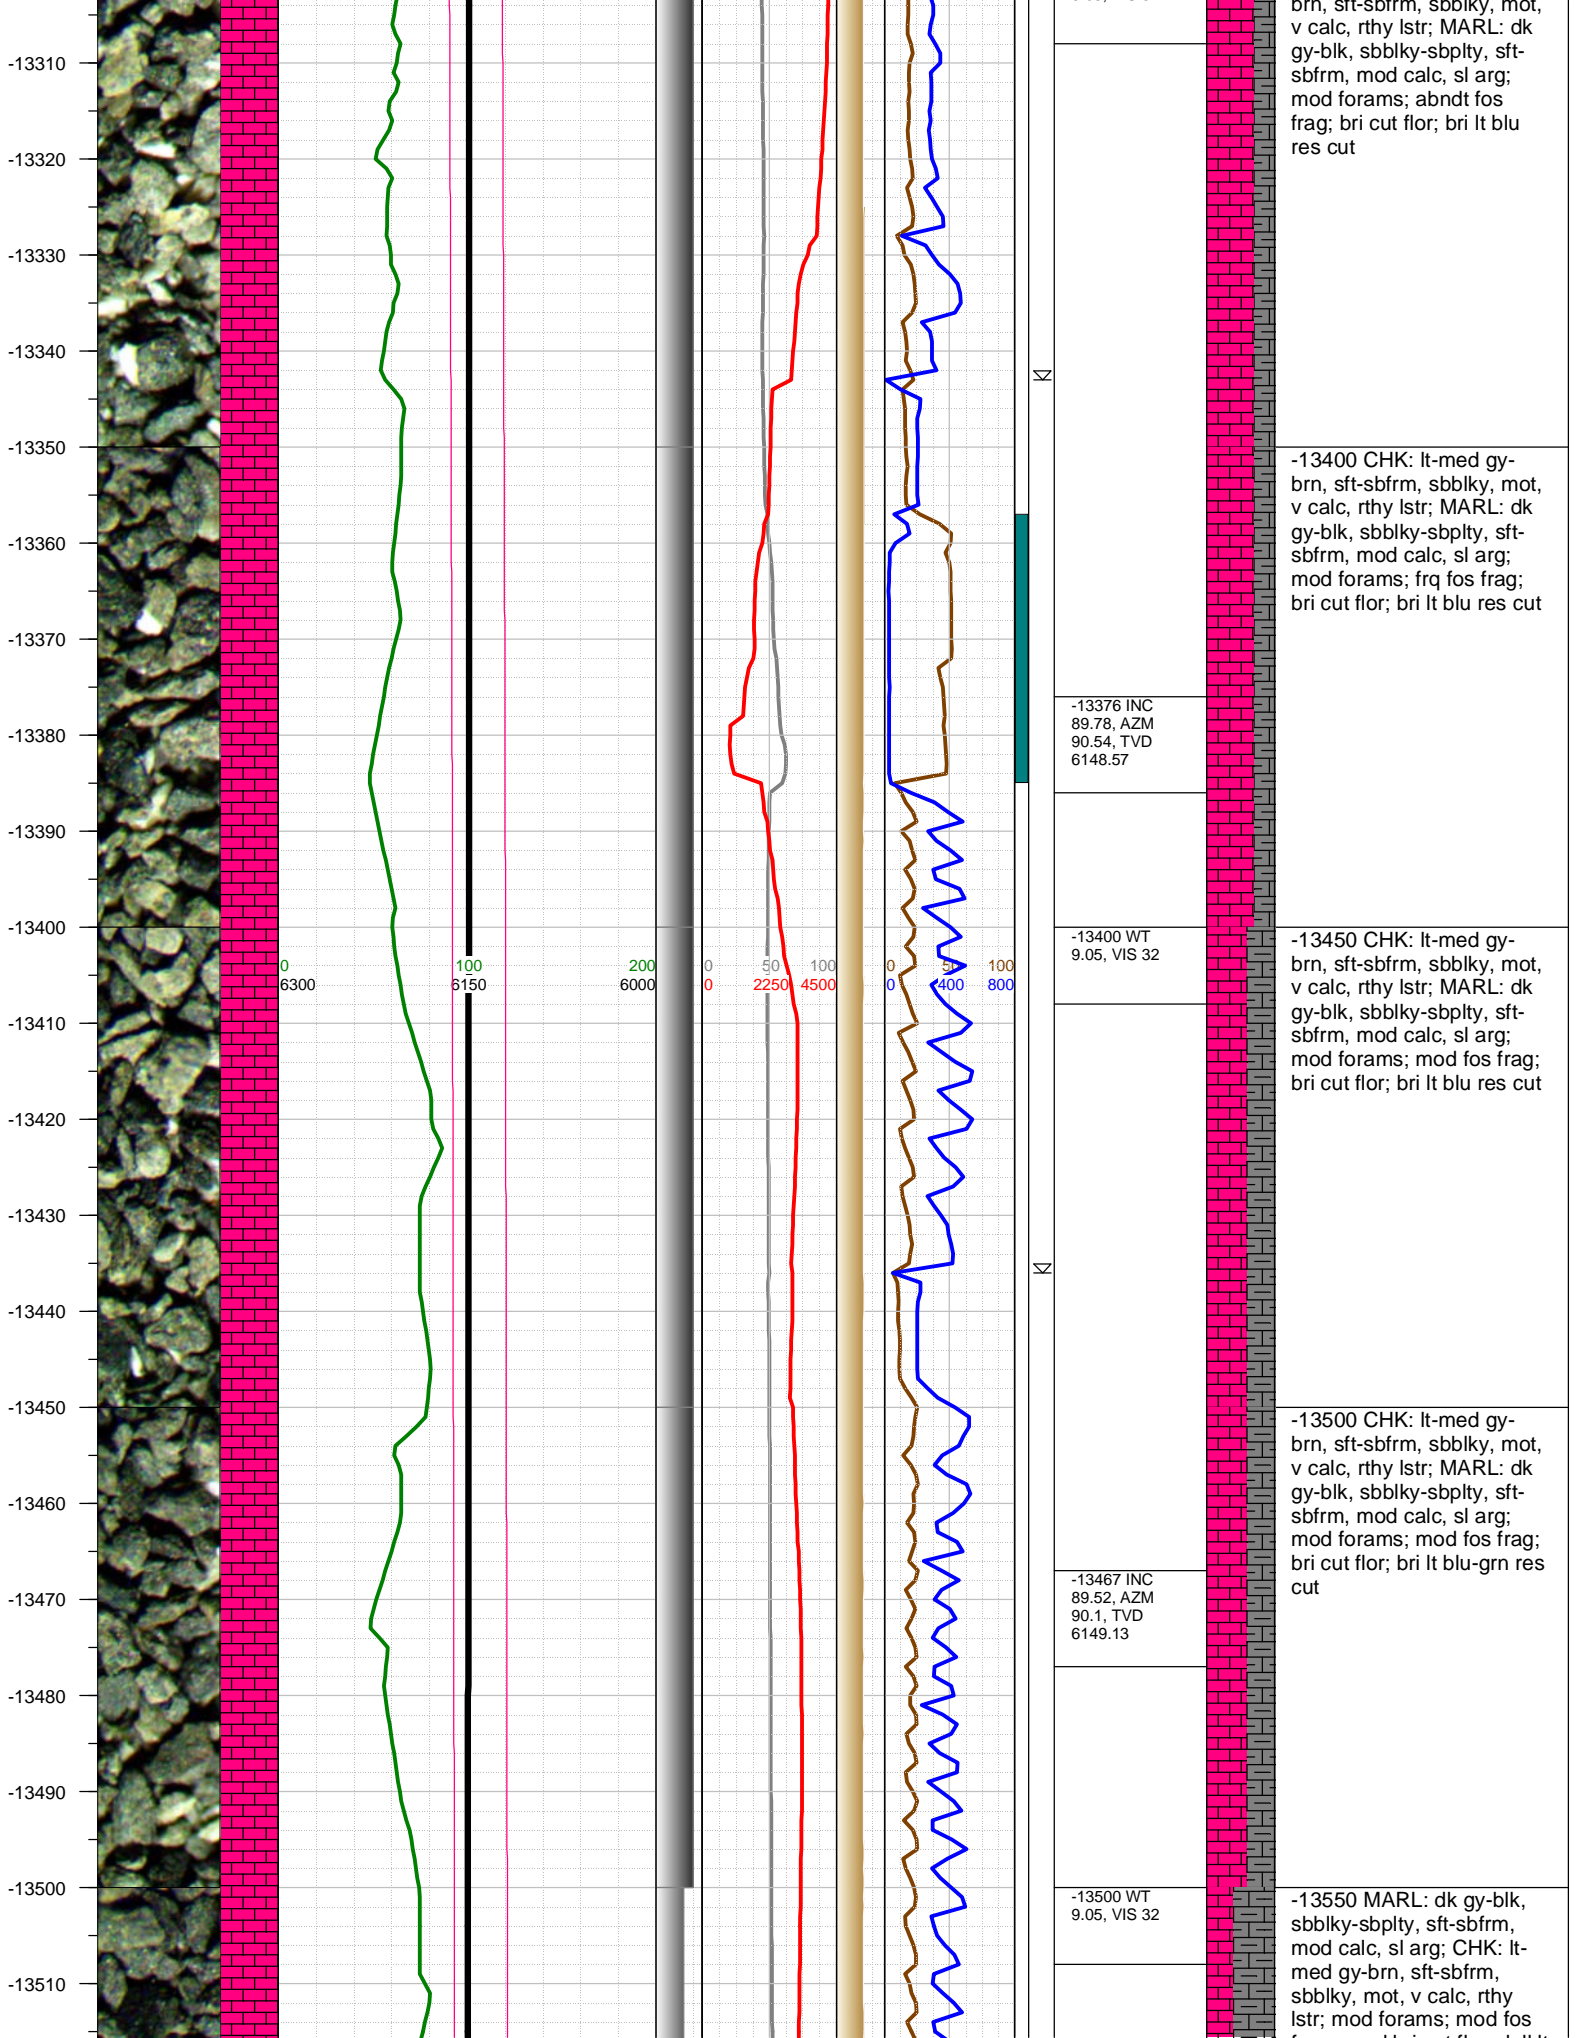 brn, sft-sbfrm, sbblky, mot,
v calc, rthy lstr; MARL: dk
gy-blk, sbblky-sbplty, sft-
sbfrm, mod calc, sl arg;
mod forams; abndt fos
frag; bri cut flor; bri lt blu
res cut
-13310
-13320
-13330
-13340
-13350
-13400 CHK: lt-med gy-
brn, sft-sbfrm, sbblky, mot,
v calc, rthy lstr; MARL: dk
gy-blk, sbblky-sbplty, sft-
sbfrm, mod calc, sl arg;
mod forams; frq fos frag;
bri cut flor; bri lt blu res cut
-13360
-13370
-13376 INC
89.78, AZM
90.54, TVD
6148.57
-13380
-13390
-13400
-13400 WT
9.05, VIS 32
-13450 CHK: lt-med gy-
brn, sft-sbfrm, sbblky, mot,
v calc, rthy lstr; MARL: dk
gy-blk, sbblky-sbplty, sft-
sbfrm, mod calc, sl arg;
mod forams; mod fos frag;
bri cut flor; bri lt blu res cut
0 100 200 0 50 100 0 50 100
6300 6150 6000 0 2250 4500 0 400 800
-13410
-13420
-13430
-13440
-13450
-13500 CHK: lt-med gy-
brn, sft-sbfrm, sbblky, mot,
v calc, rthy lstr; MARL: dk
gy-blk, sbblky-sbplty, sft-
sbfrm, mod calc, sl arg;
mod forams; mod fos frag;
bri cut flor; bri lt blu-grn res
cut
-13460
-13467 INC
89.52, AZM
90.1, TVD
6149.13
-13470
-13480
-13490
-13500
-13500 WT
9.05, VIS 32
-13550 MARL: dk gy-blk,
sbblky-sbplty, sft-sbfrm,
mod calc, sl arg; CHK: lt-
med gy-brn, sft-sbfrm,
sbblky, mot, v calc, rthy
lstr; mod forams; mod fos
-13510